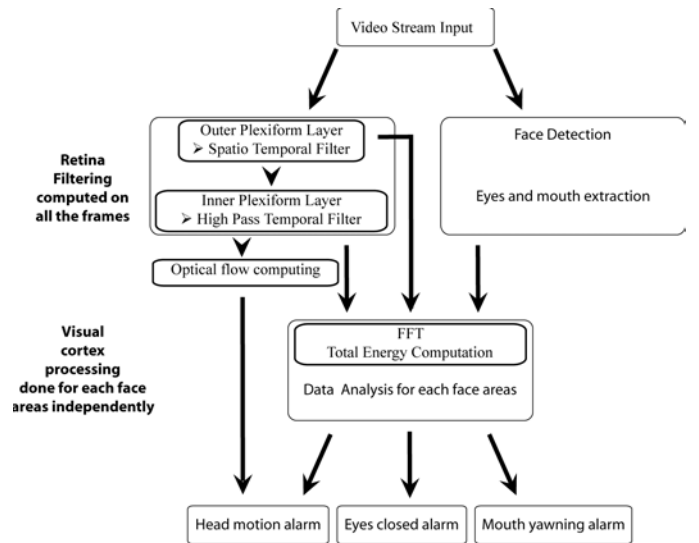 Video Stream Input
Outer Plexiform Layer
➢ Spatio Temporal Filter
Face Detection
Retina
Filtering
computed on
all the frames
Inner Plexiform Layer
➢ High Pass Temporal Filter
Eyes and mouth extraction
Optical flow computing
Visual
cortex
processing
done for each face
areas independently
FFT
Total Energy Computation
Data Analysis for each face areas
Head motion alarm
Eyes closed alarm
Mouth yawning alarm